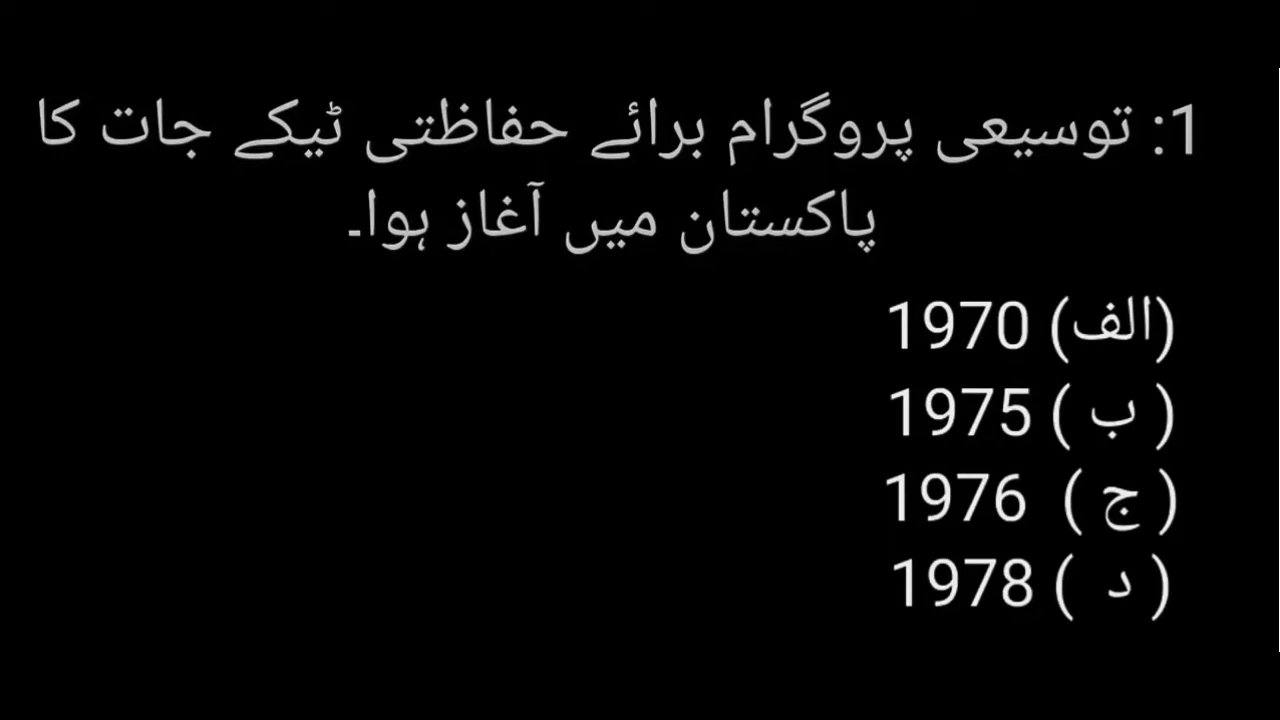 1: توسیعی پروگرام برائے حفاظتی ٹیکے جات کا
پاکستان میں آغاز ہوا۔
(الف) 1970
( ب ) 1975
( ج ) 1976
( د ) 1978